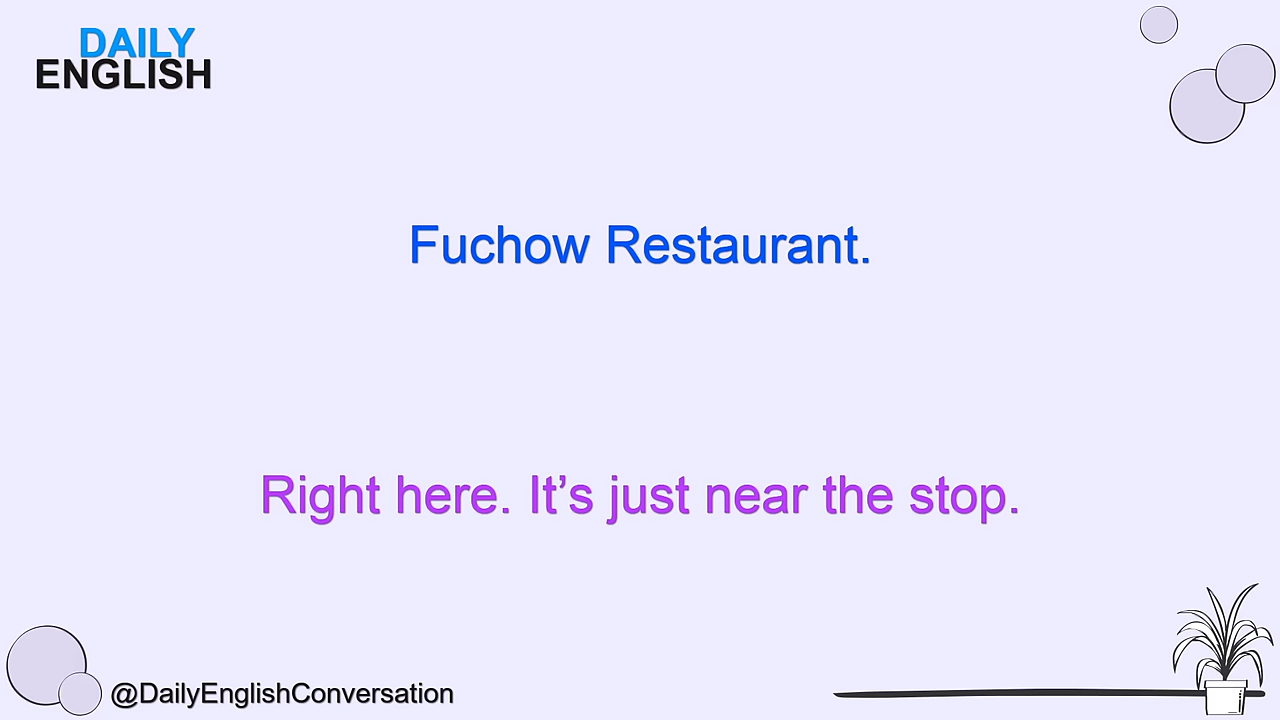 DAILY
ENGLISH
Fuchow Restaurant.
Right here. It’s just near the stop.
@DailyEnglishConversation